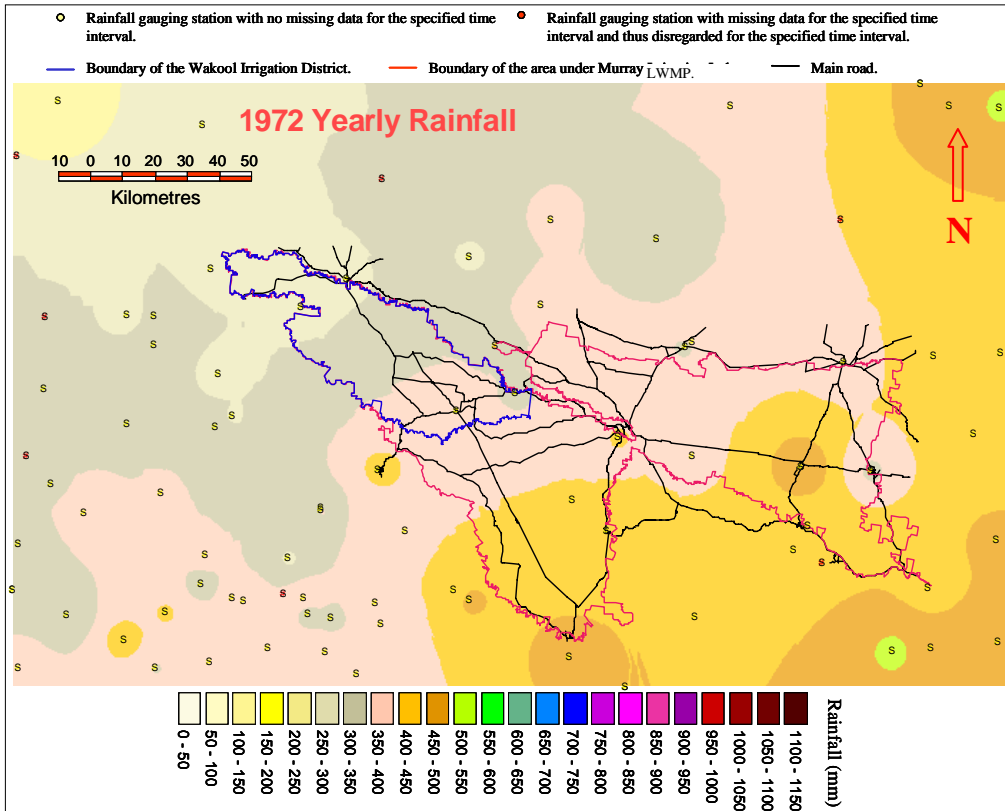 Rainfall gauging station with no missing data for the specified time
interval.
Rainfall gauging station with missing data for the specified time
interval and thus disregarded for the specified time interval.
Boundary of the Wakool Irrigation District.
Boundary of the area under Murray
LWMP.
Main road.
1972 Yearly Rainfall
10 0 10 20 30 40 50
Kilometres
N
Rainfall (mm)
0 - 50
50 - 100
100 - 150
150 - 200
200 - 250
250 - 300
300 - 350
350 - 400
400 - 450
450 - 500
500 - 550
550 - 600
600 - 650
650 - 700
700 - 750
750 - 800
800 - 850
850 - 900
900 - 950
950 - 1000
1000 - 1050
1050 - 1100
1100 - 1150